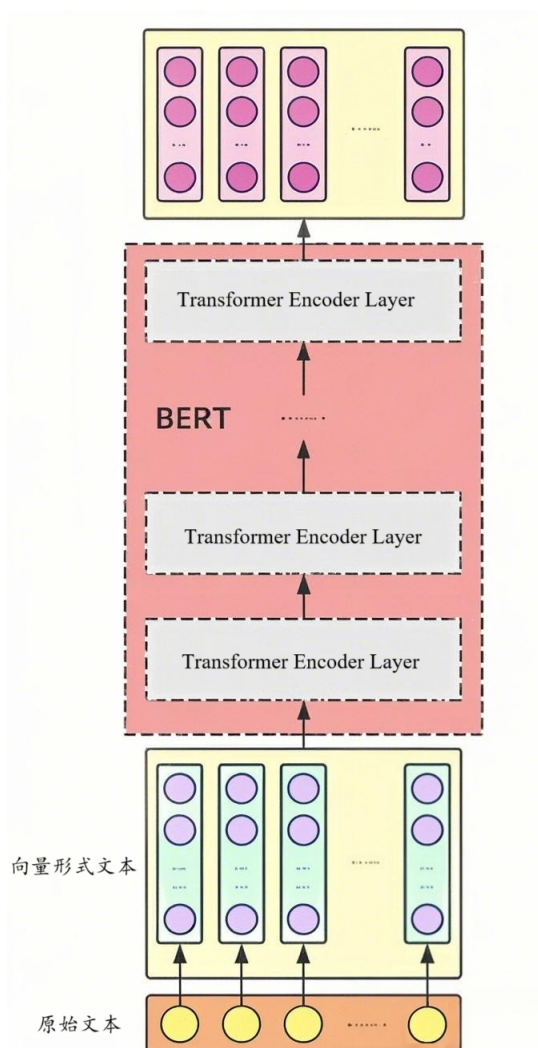 Transformer Encoder Layer
BERT
Transformer Encoder Layer
Transformer Encoder Layer
向量形式文本
原始文本